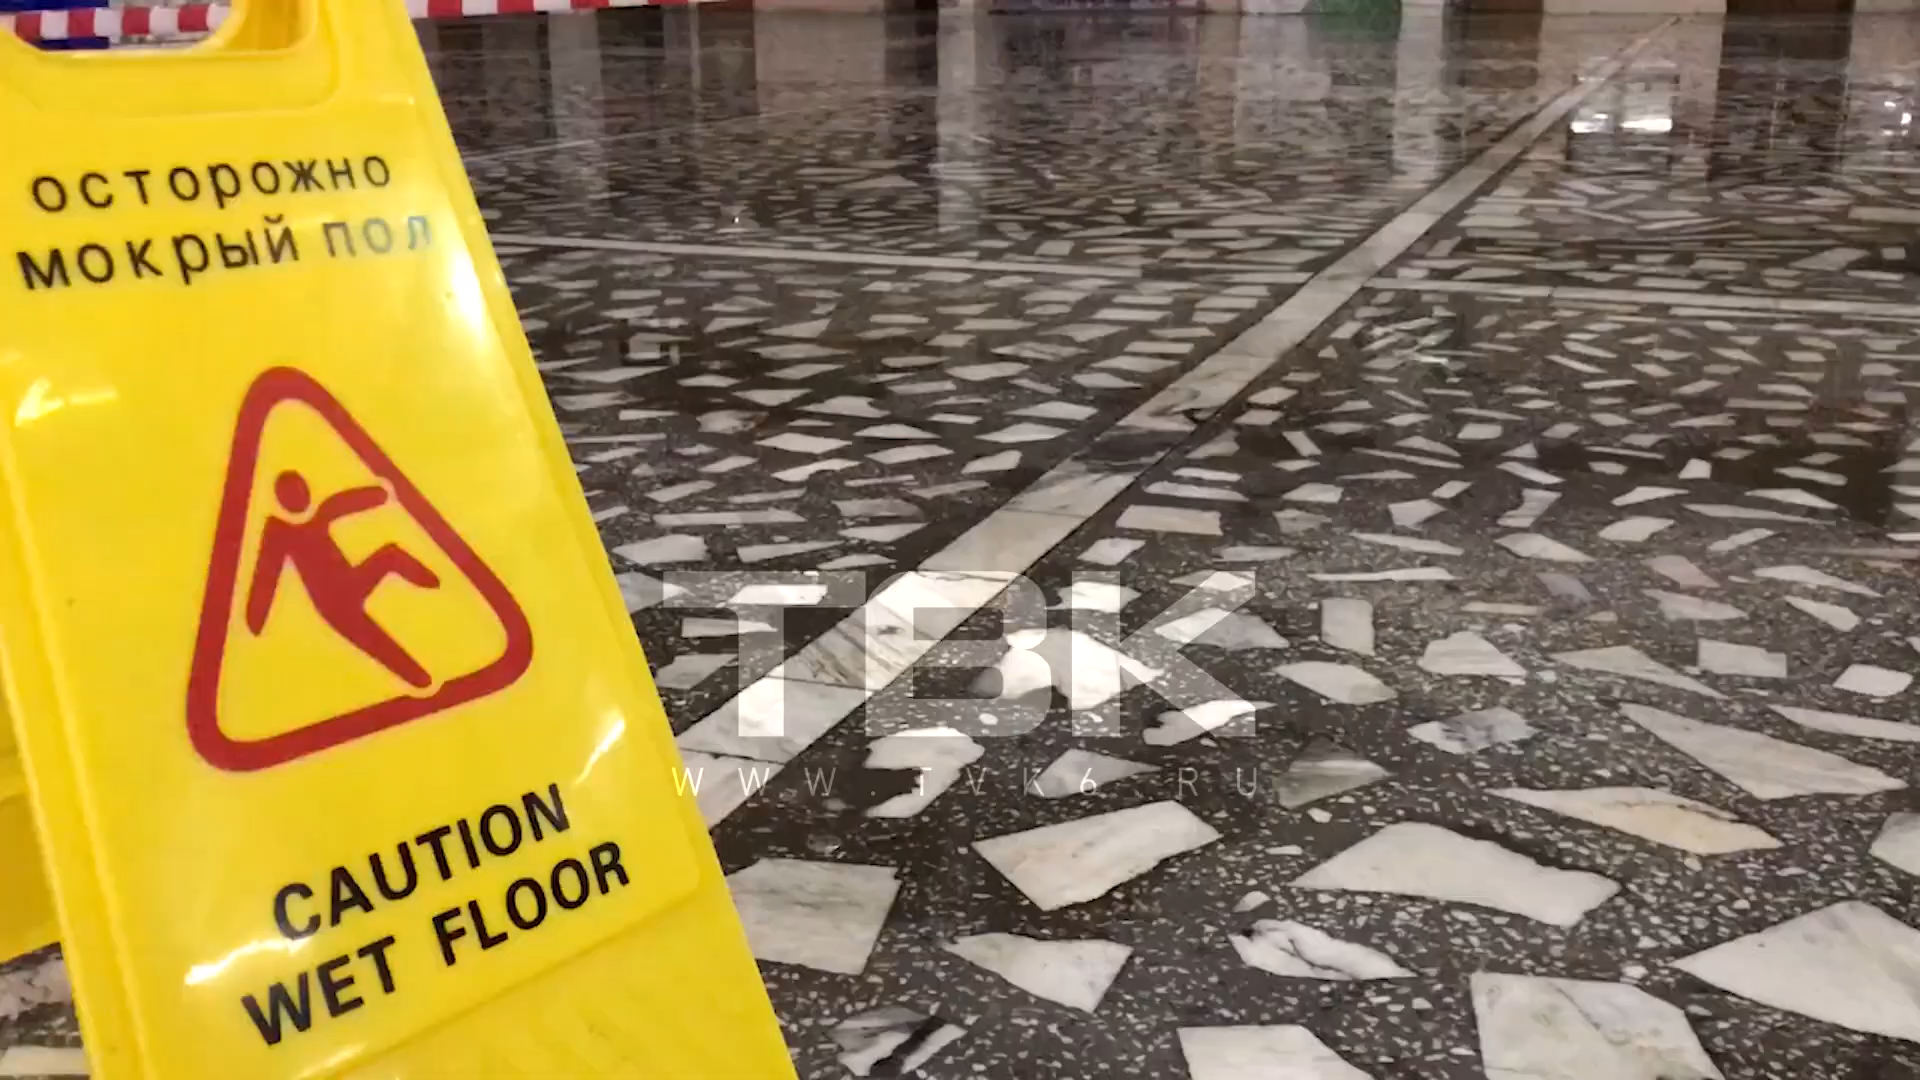 осторожно
мокрый пол
CAUTION
WET FLOOR
ТВК
WWW.TVK6.RU